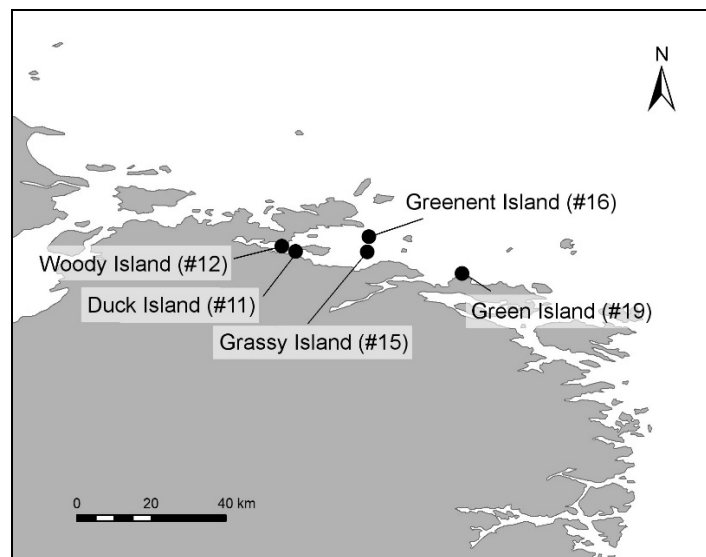 N
Greenent Island (#16)
Woody Island (#12)
Duck Island (#11)
Green Island (#19)
Grassy Island (#15)
0 20 40 km